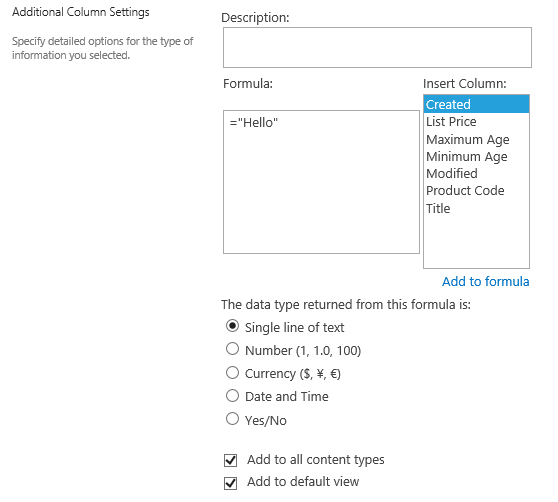 Additional Column Settings
Specify detailed options for the type of
information you selected.
Description:
Formula:
="Hello"
Insert Column:
Created
List Price
Maximum Age
Minimum Age
Modified
Product Code
Title
Add to formula
The data type returned from this formula is:
Single line of text
Number (1, 1.0, 100)
Currency ($, ¥, €)
Date and Time
Yes/No
Add to all content types
Add to default view